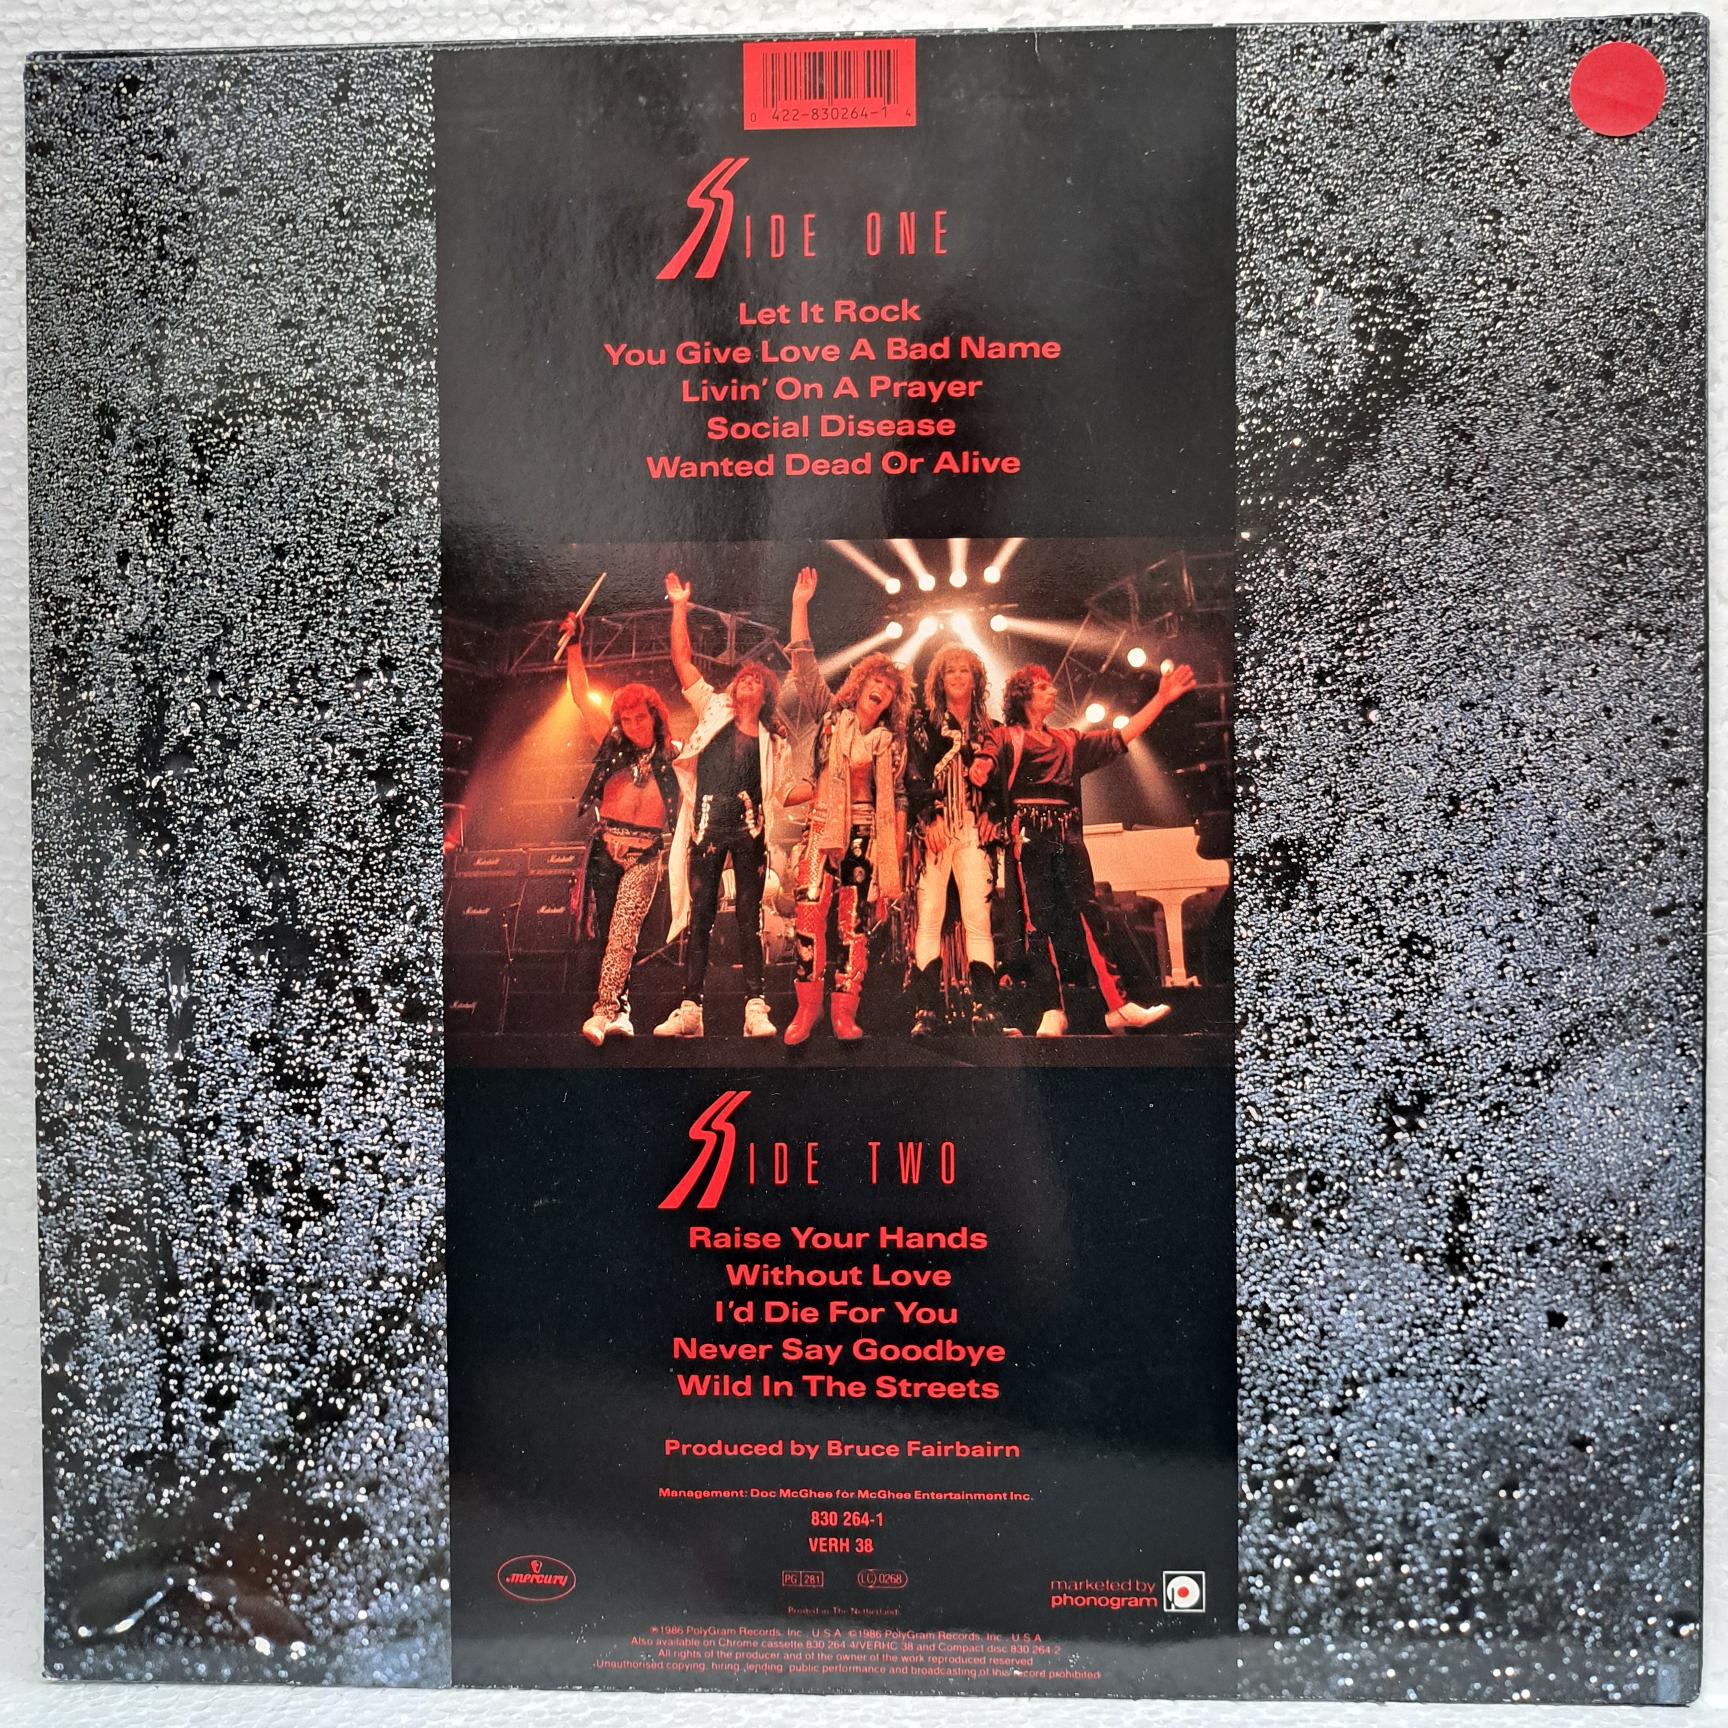 0 422-830264-1 4
SIDE ONE
Let It Rock
You Give Love A Bad Name
Livin' On A Prayer
Social Disease
Wanted Dead Or Alive
Marshall Marshall
Marshall Marshall
Marshall
SIDE TWO
Raise Your Hands
Without Love
I'd Die For You
Never Say Goodbye
Wild In The Streets
Produced by Bruce Fairbairn
Management: Doc McGhee for McGhee Entertainment Inc.
830 264-1
VERH 38
mercury
PG 281
LC 0268
marketed by
phonogram
Printed in The Netherlands
℗ 1986 PolyGram Records, Inc., U S A © 1986 PolyGram Records, Inc., U S A
Also available on Chrome cassette 830 264-4/VERHC 38 and Compact disc 830 264-2
All rights of the producer and of the owner of the work reproduced reserved
Unauthorised copying, hiring, lending, public performance and broadcasting of this record prohibited